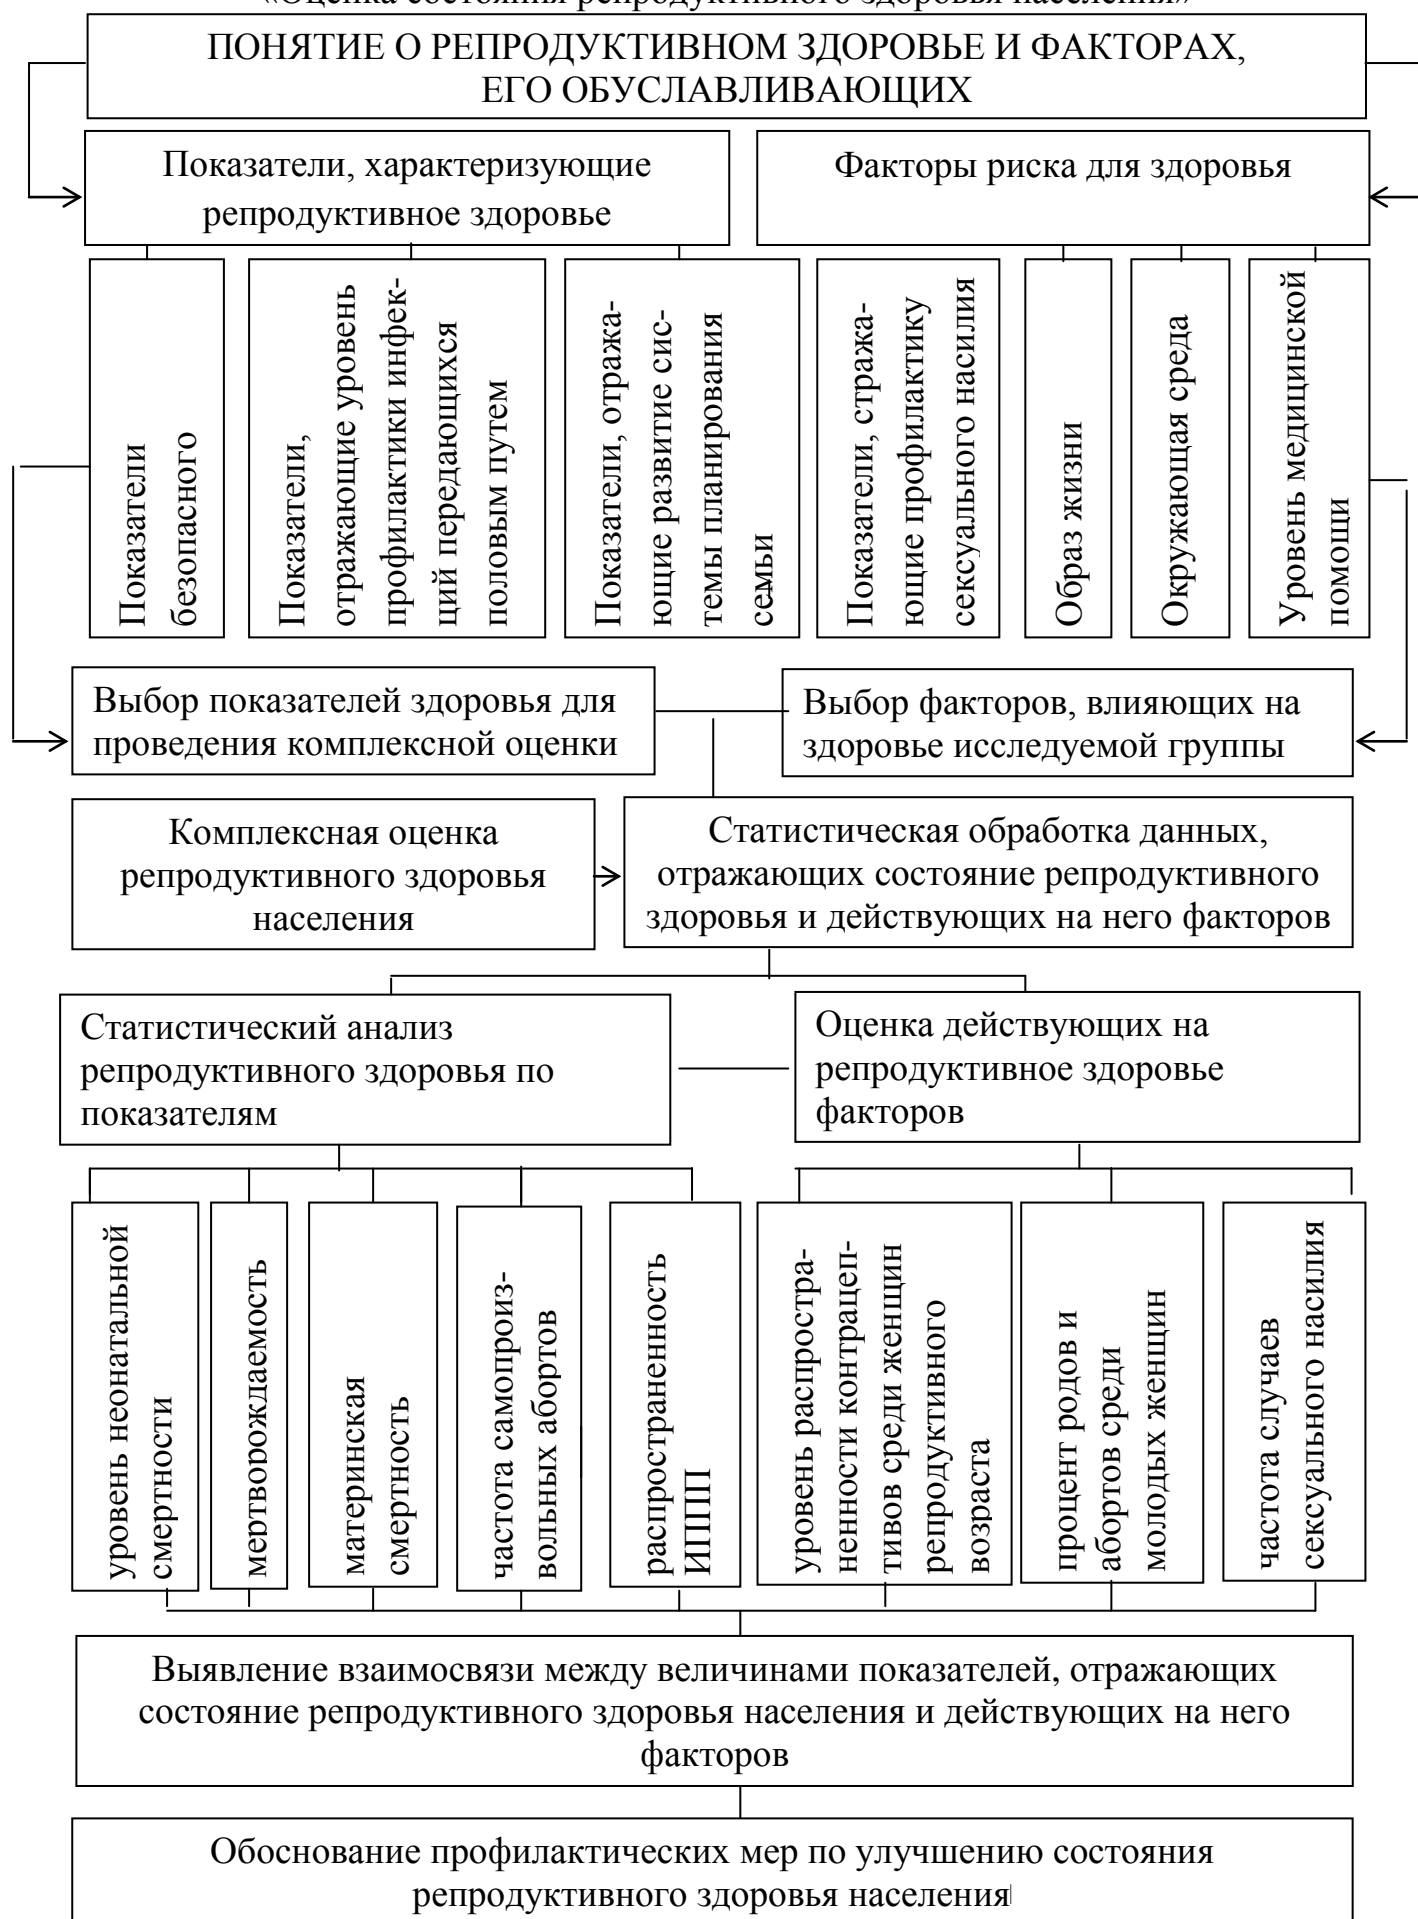 «Оценка состояния репродуктивного здоровья населения»
ПОНЯТИЕ О РЕПРОДУКТИВНОМ ЗДОРОВЬЕ И ФАКТОРАХ,
ЕГО ОБУСЛАВЛИВАЮЩИХ
Показатели, характеризующие
репродуктивное здоровье
Факторы риска для здоровья
Показатели
безопасного
Показатели,
отражающие уровень
профилактики инфек-
ций передающихся
половым путем
Показатели, отража-
ющие развитие сис-
темы планирования
семьи
Показатели, стража-
ющие профилактику
сексуального насилия
Образ жизни
Окружающая среда
Уровень медицинской
помощи
Выбор показателей здоровья для
проведения комплексной оценки
Выбор факторов, влияющих на
здоровье исследуемой группы
Комплексная оценка
репродуктивного здоровья
населения
Статистическая обработка данных,
отражающих состояние репродуктивного
здоровья и действующих на него факторов
Статистический анализ
репродуктивного здоровья по
показателям
Оценка действующих на
репродуктивное здоровье
факторов
уровень неонатальной
смертности
мертворождаемость
материнская
смертность
частота самопроиз-
вольных абортов
распространенность
ИППП
уровень распростра-
ненности контрацеп-
тивов среди женщин
репродуктивного
возраста
процент родов и
абортов среди
молодых женщин
частота случаев
сексуального насилия
Выявление взаимосвязи между величинами показателей, отражающих
состояние репродуктивного здоровья населения и действующих на него
факторов
Обоснование профилактических мер по улучшению состояния
репродуктивного здоровья населения